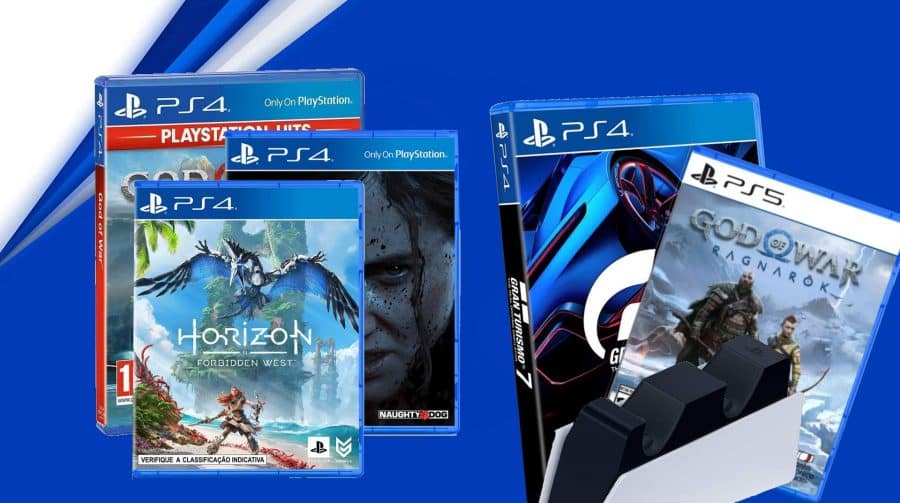 PS4
Only On PlayStation.
PLAYSTATION HITS
God of War
PS4
Only On PlayStation.
NAUGHTY DOG
PS4
HORIZON
FORBIDDEN WEST
VERIFIQUE A CLASSIFICAÇÃO INDICATIVA
PS4
PS4
GRAN TURISMO 7
PS5
GOD OF WAR
RAGNARÖK